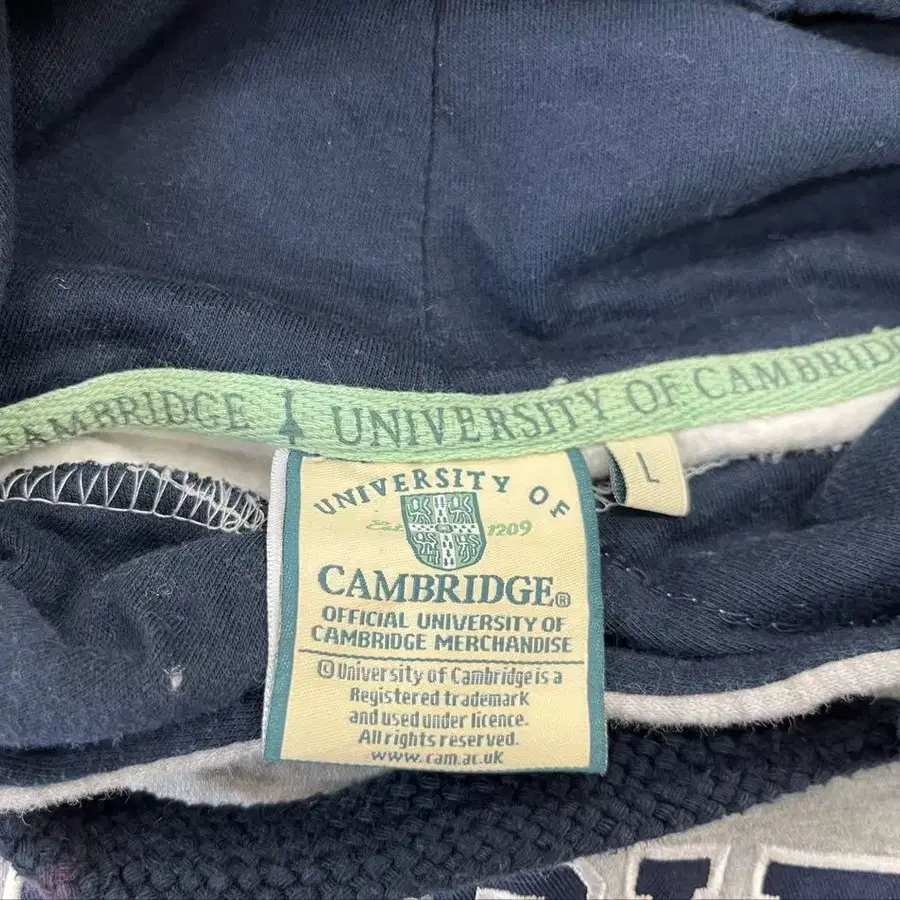 CAMBRIDGE UNIVERSITY OF CAMBRIDG
L
UNIVERSITY OF
Est 1209
CAMBRIDGE®
OFFICIAL UNIVERSITY OF
CAMBRIDGE MERCHANDISE
© University of Cambridge is a
Registered trademark
and used under licence.
All rights reserved.
www.cam.ac.uk